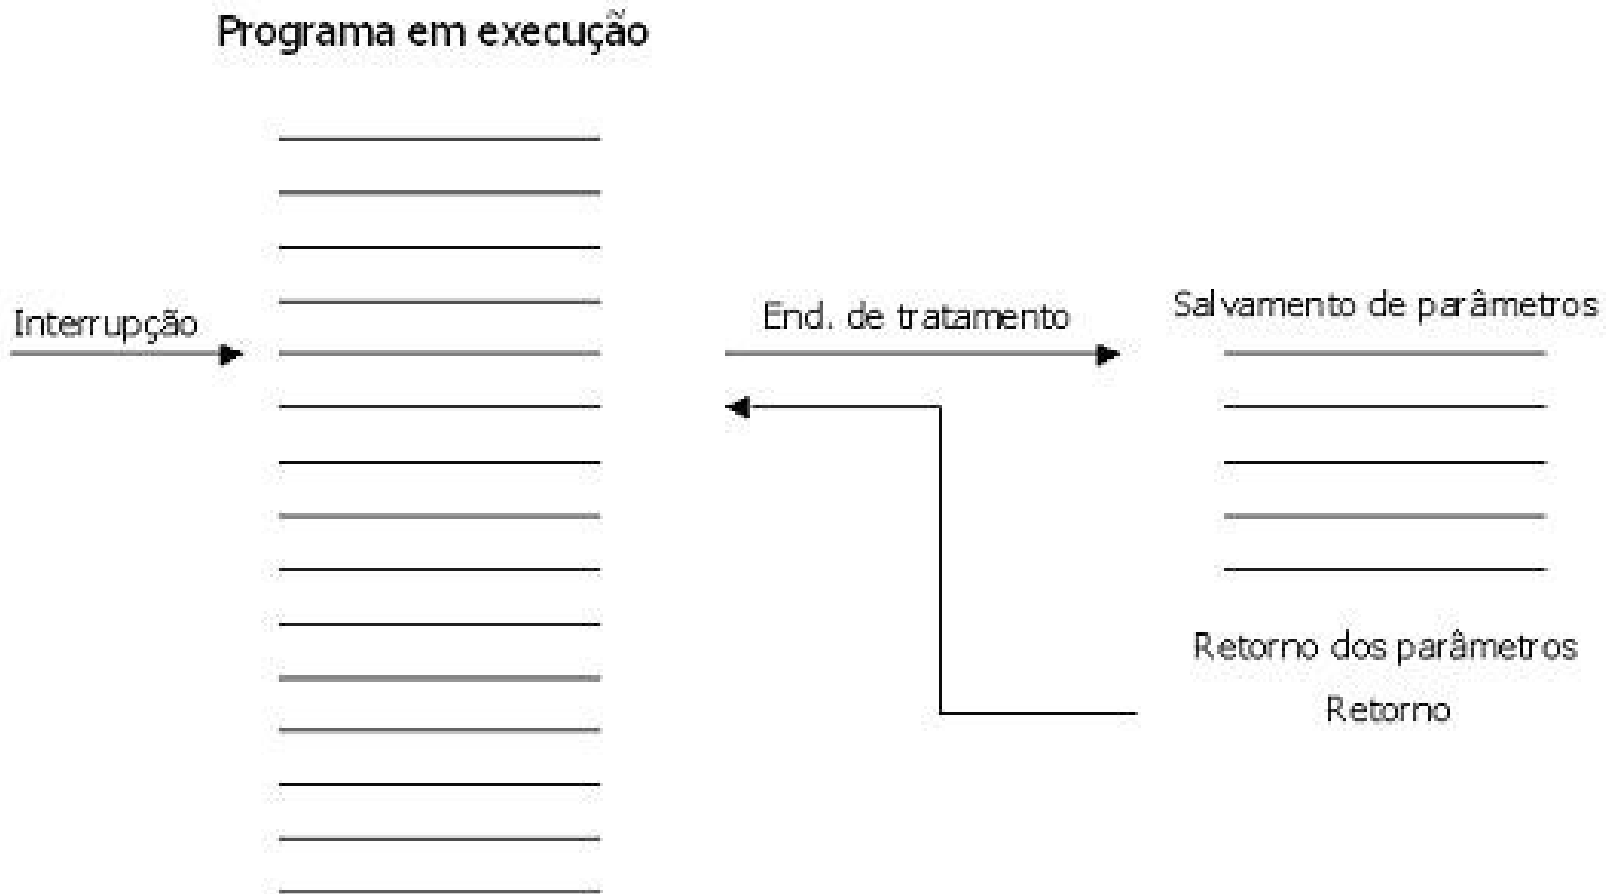 Programa em execução
Interrupção
End. de tratamento
Salvamento de parâmetros
Retorno dos parâmetros
Retorno